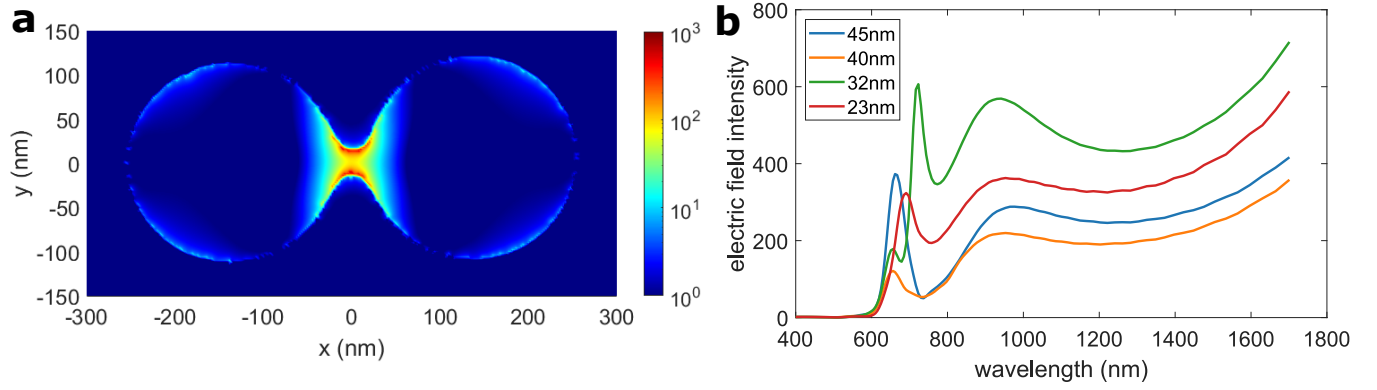 a
150
100
50
0
-50
-100
-150
y (nm)
-300 -200 -100 0 100 200 300
x (nm)
10^3
10^2
10^1
10^0
b
800
600
400
200
0
electric field intensity
45nm
40nm
32nm
23nm
400 600 800 1000 1200 1400 1600 1800
wavelength (nm)